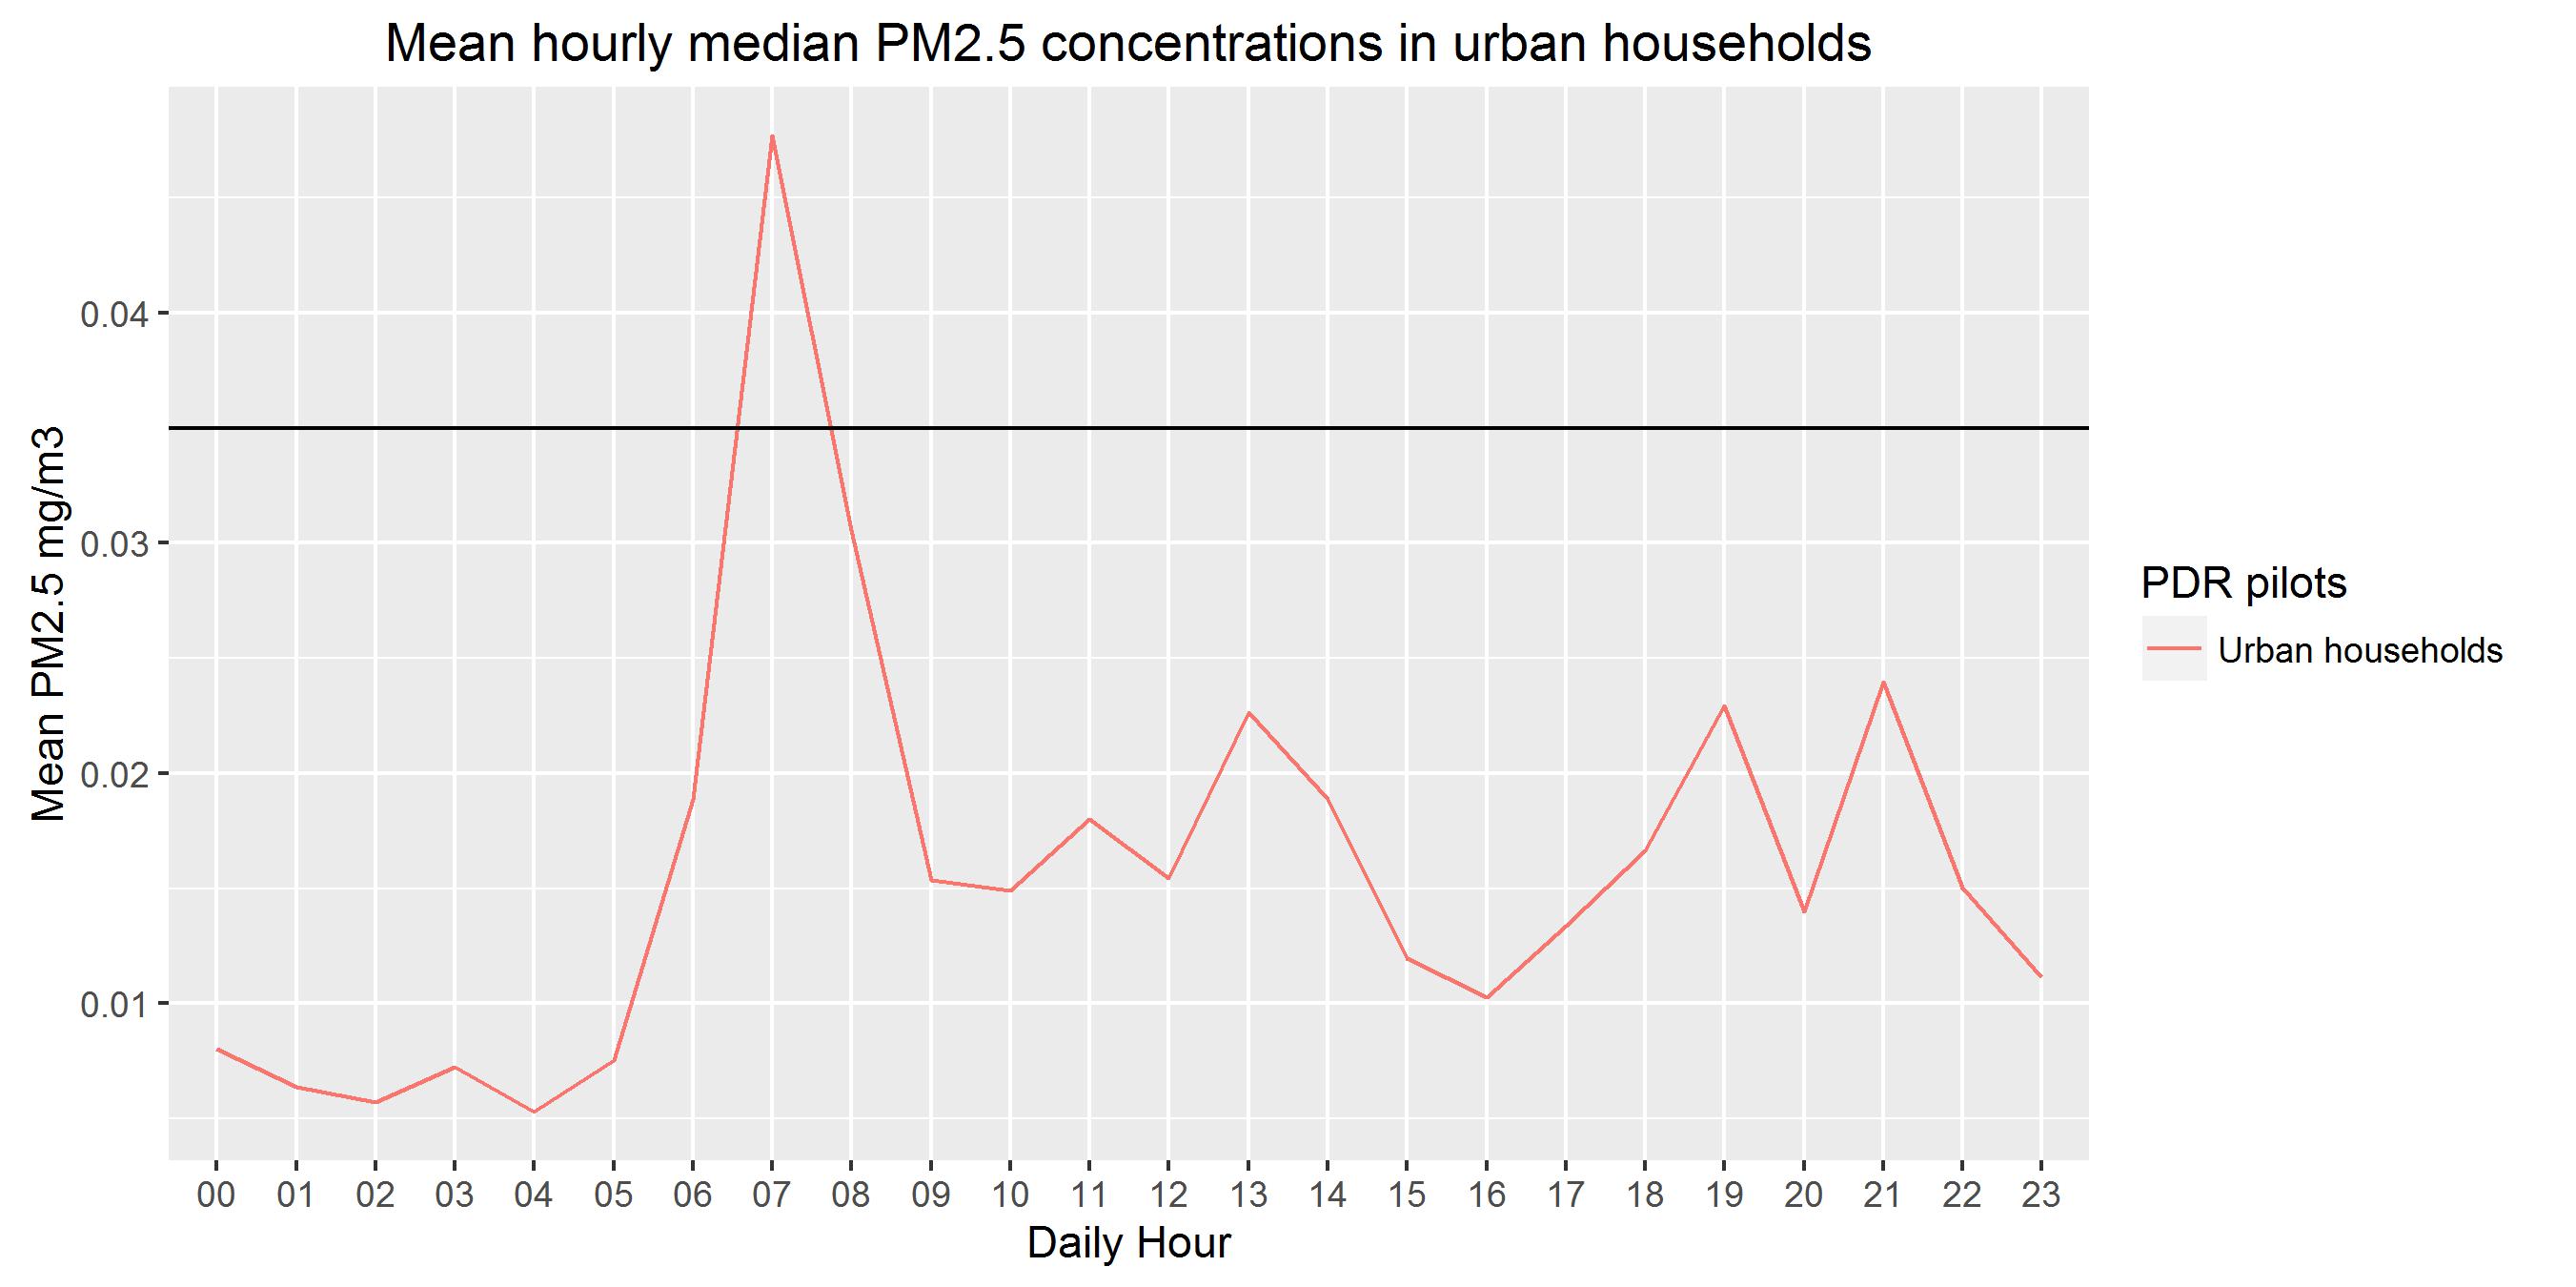 Mean hourly median PM2.5 concentrations in urban households
Mean PM2.5 mg/m3
0.04
0.03
0.02
0.01
00 01 02 03 04 05 06 07 08 09 10 11 12 13 14 15 16 17 18 19 20 21 22 23
Daily Hour
PDR pilots
Urban households